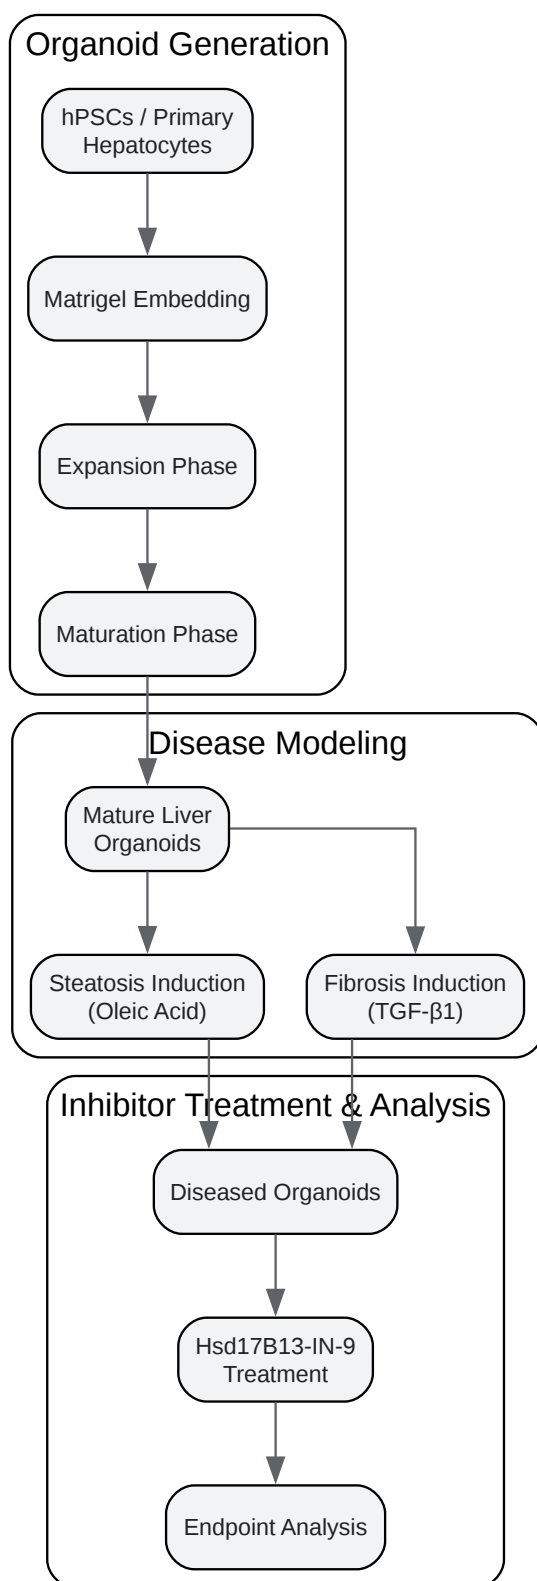 Organoid Generation
hPSCs / Primary
Hepatocytes
Matrigel Embedding
Expansion Phase
Maturation Phase
Disease Modeling
Mature Liver
Organoids
Steatosis Induction
(Oleic Acid)
Fibrosis Induction
(TGF-β1)
Inhibitor Treatment & Analysis
Diseased Organoids
Hsd17B13-IN-9
Treatment
Endpoint Analysis